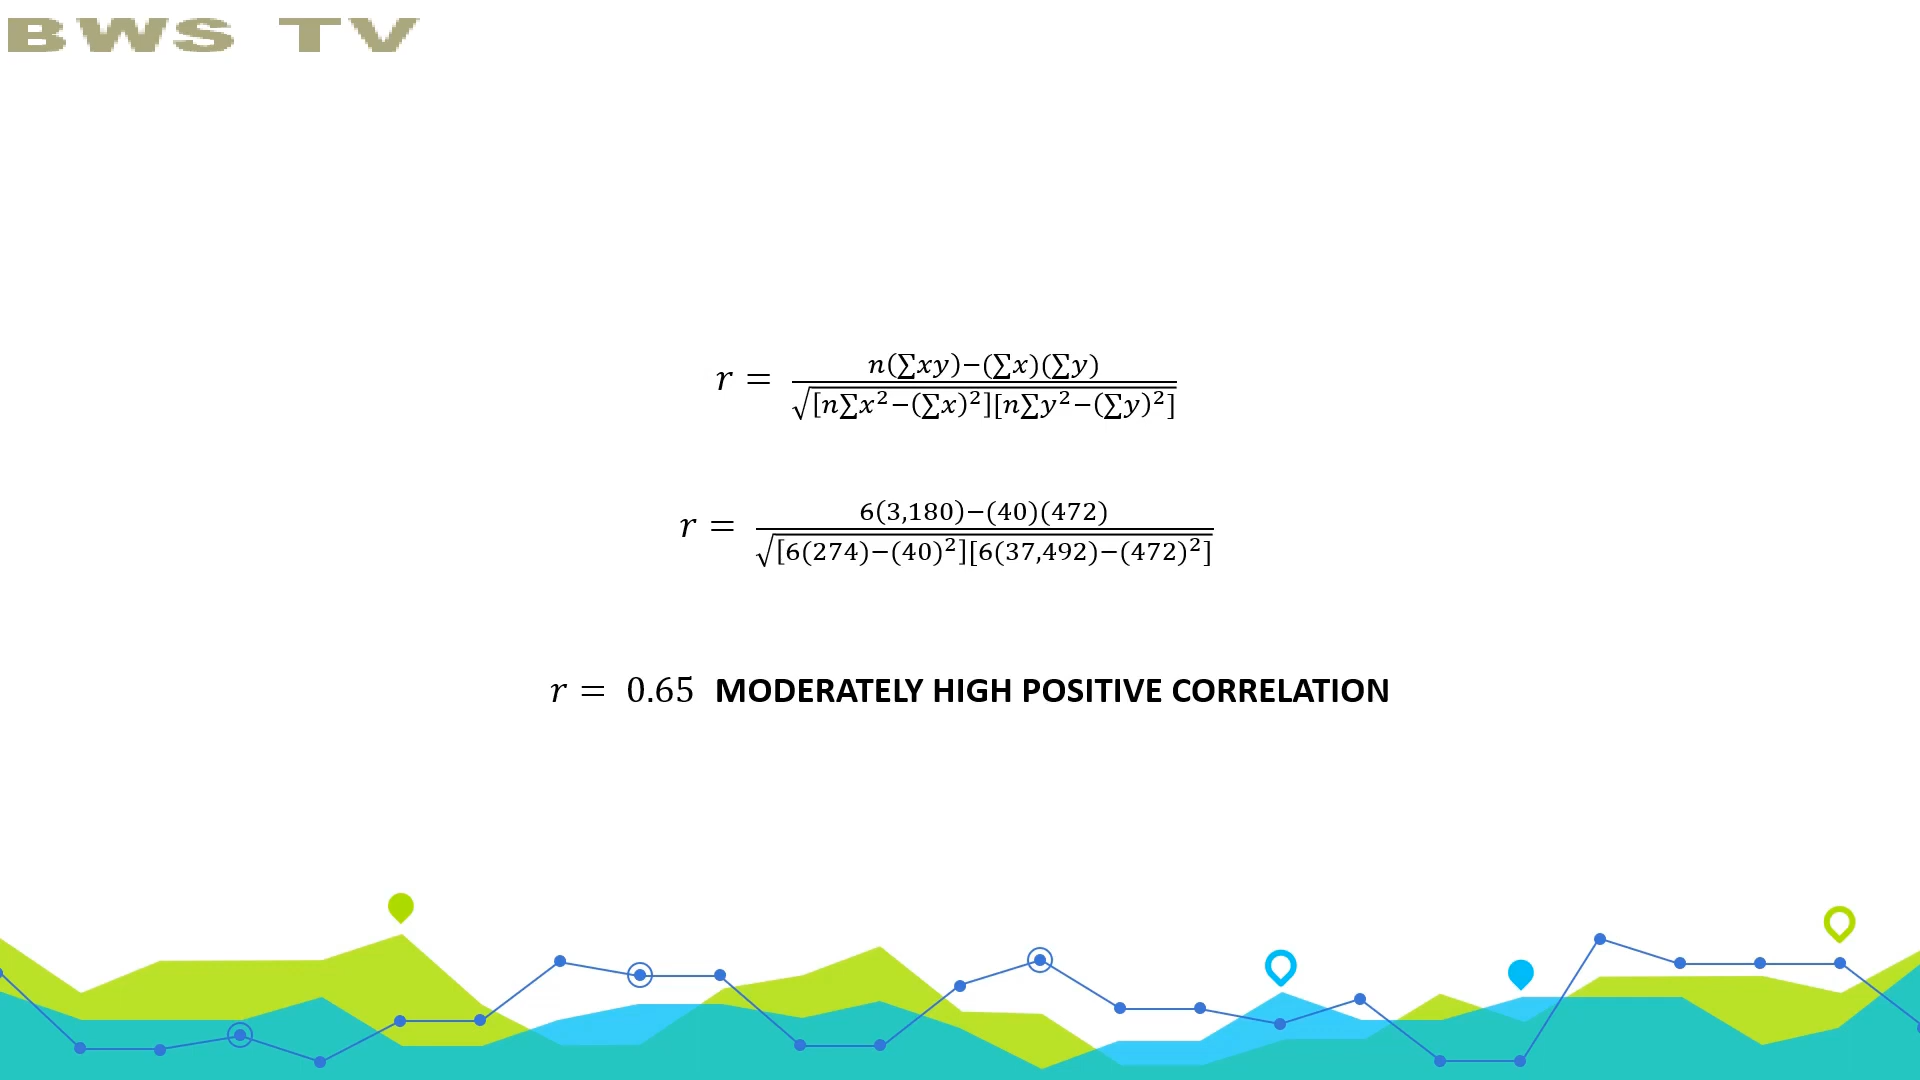 BWS TV
r = n(∑xy)−(∑x)(∑y) / √[n∑x²−(∑x)²][n∑y²−(∑y)²]
r = 6(3,180)−(40)(472) / √[6(274)−(40)²][6(37,492)−(472)²]
r = 0.65 MODERATELY HIGH POSITIVE CORRELATION